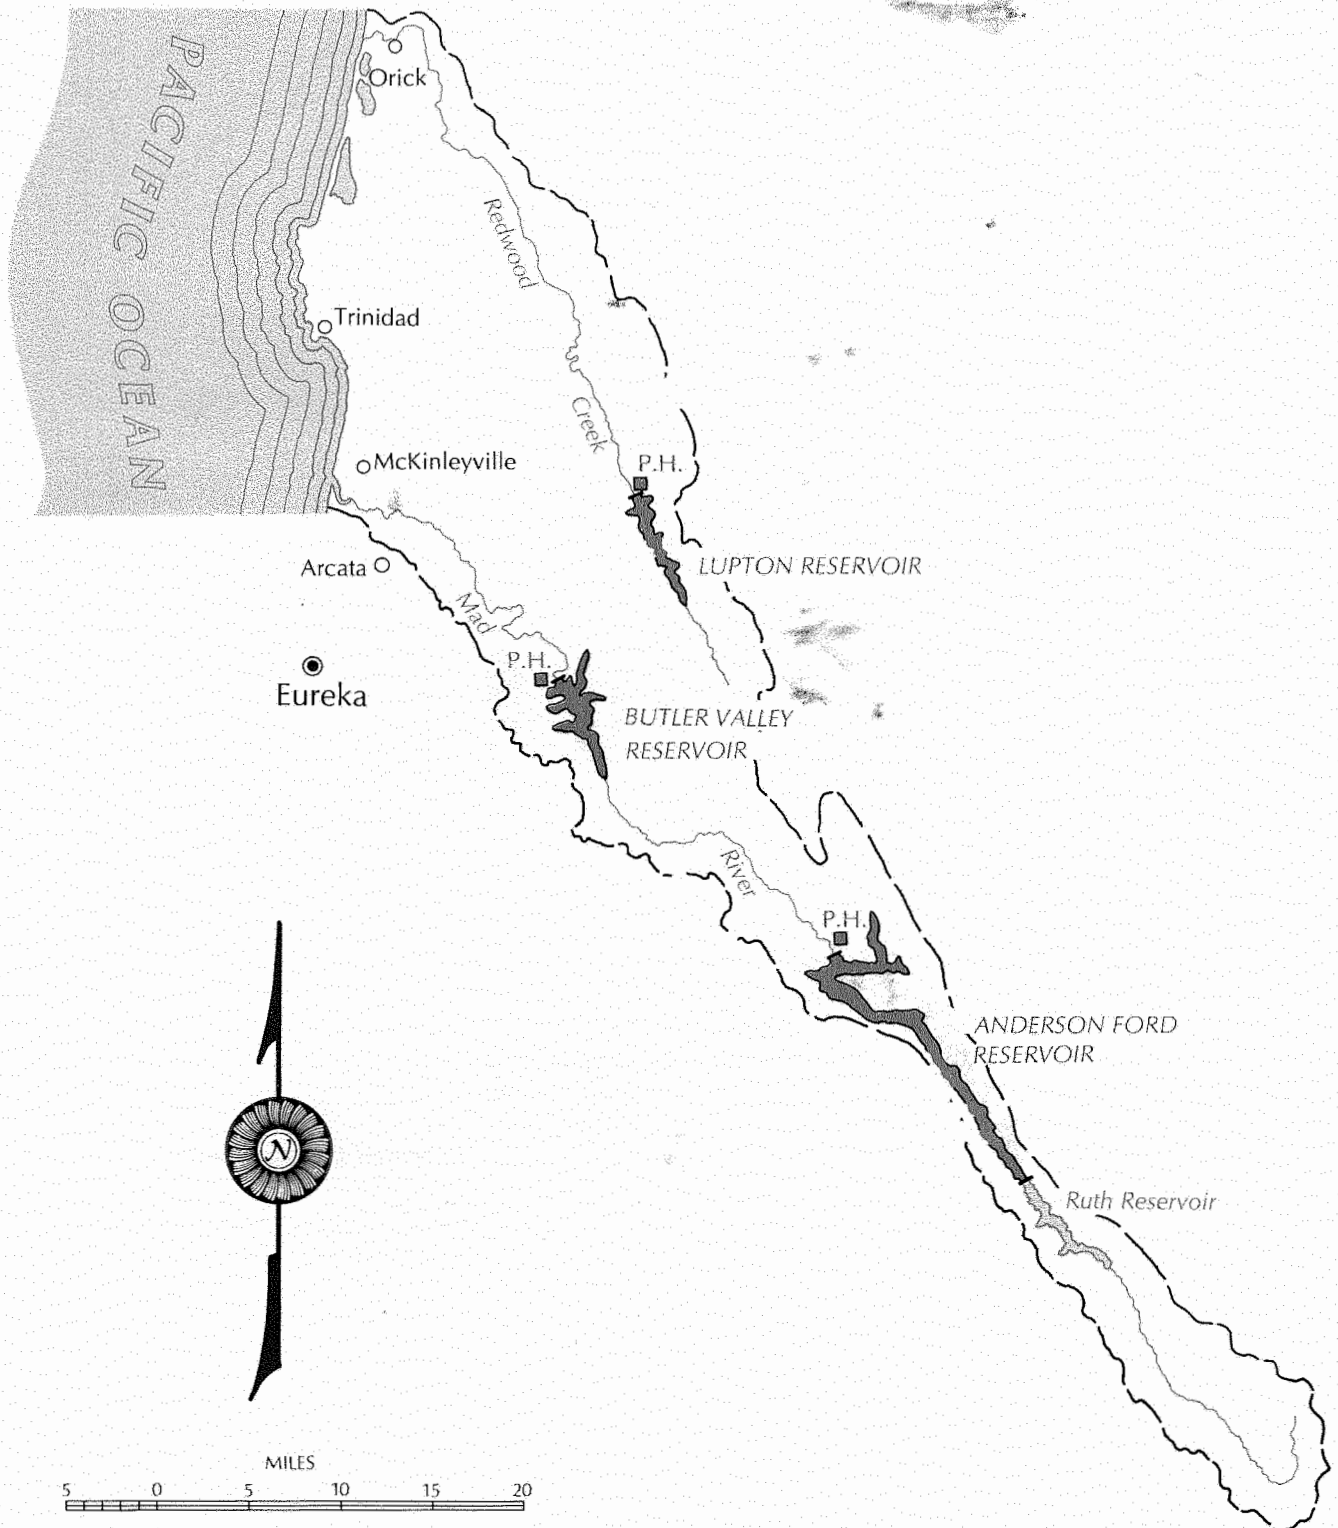 PACIFIC OCEAN
Orick
Redwood
Trinidad
Creek
McKinleyville
P.H.
LUPTON RESERVOIR
Arcata
Mad
P.H.
Eureka
BUTLER VALLEY
RESERVOIR
River
P.H.
ANDERSON FORD
RESERVOIR
N
Ruth Reservoir
MILES
5 0 5 10 15 20